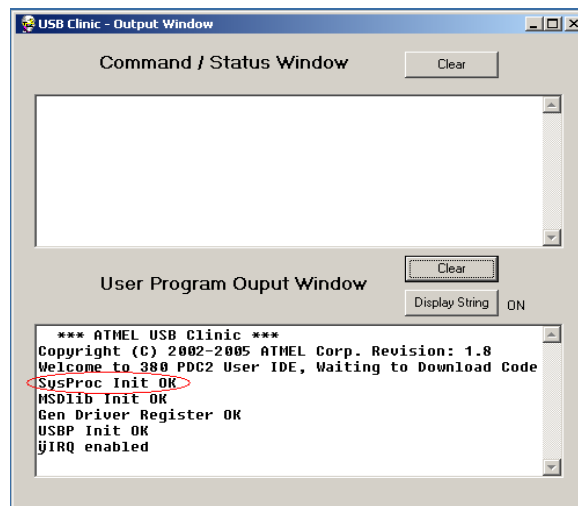 USB Clinic - Output Window
Command / Status Window
Clear
Clear
User Program Ouput Window
Display String ON
*** ATMEL USB Clinic ***
Copyright (C) 2002-2005 ATMEL Corp. Revision: 1.8
Welcome to 380 PDC2 User IDE, Waiting to Download Code
SysProc Init OK
MSDlib Init OK
Gen Driver Register OK
USBP Init OK
ÿIRQ enabled